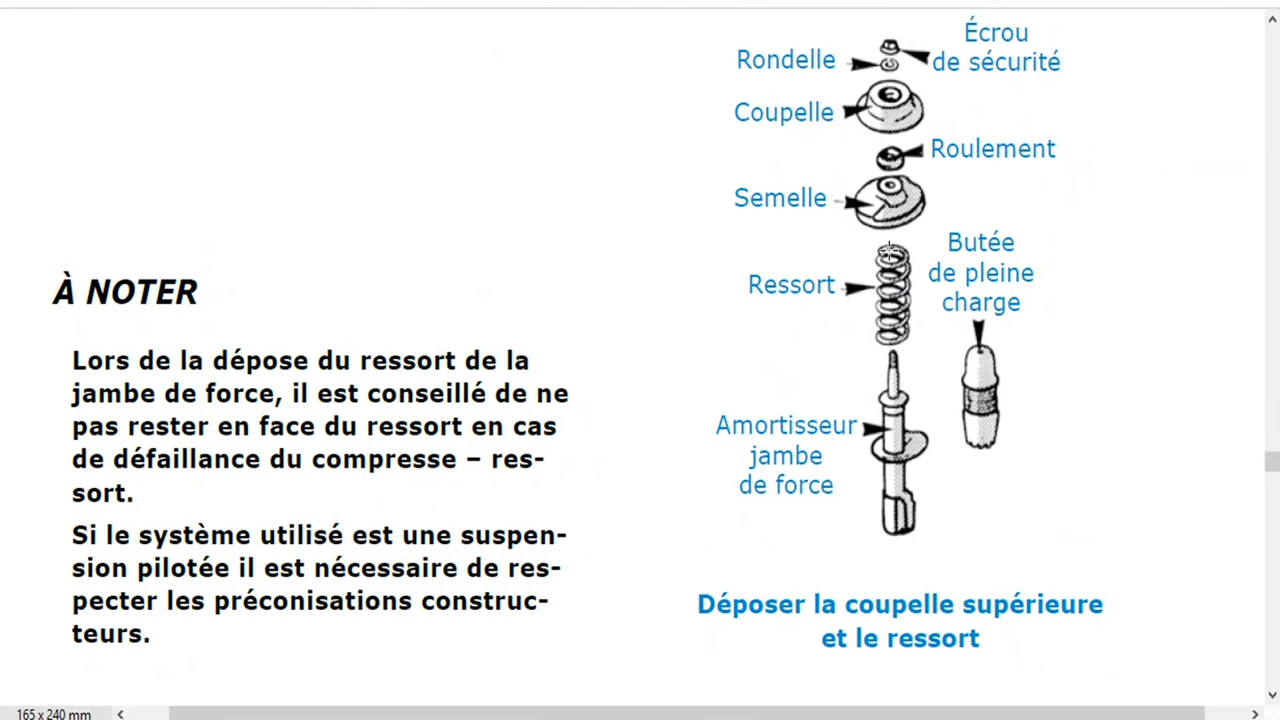 Écrou
de sécurité
Rondelle
Coupelle
Roulement
Semelle
Butée
de pleine
charge
Ressort
Amortisseur
jambe
de force
Déposer la coupelle supérieure
et le ressort
À NOTER
Lors de la dépose du ressort de la
jambe de force, il est conseillé de ne
pas rester en face du ressort en cas
de défaillance du compresse – res-
sort.
Si le système utilisé est une suspen-
sion pilotée il est nécessaire de res-
pecter les préconisations construc-
teurs.
165 x 240 mm